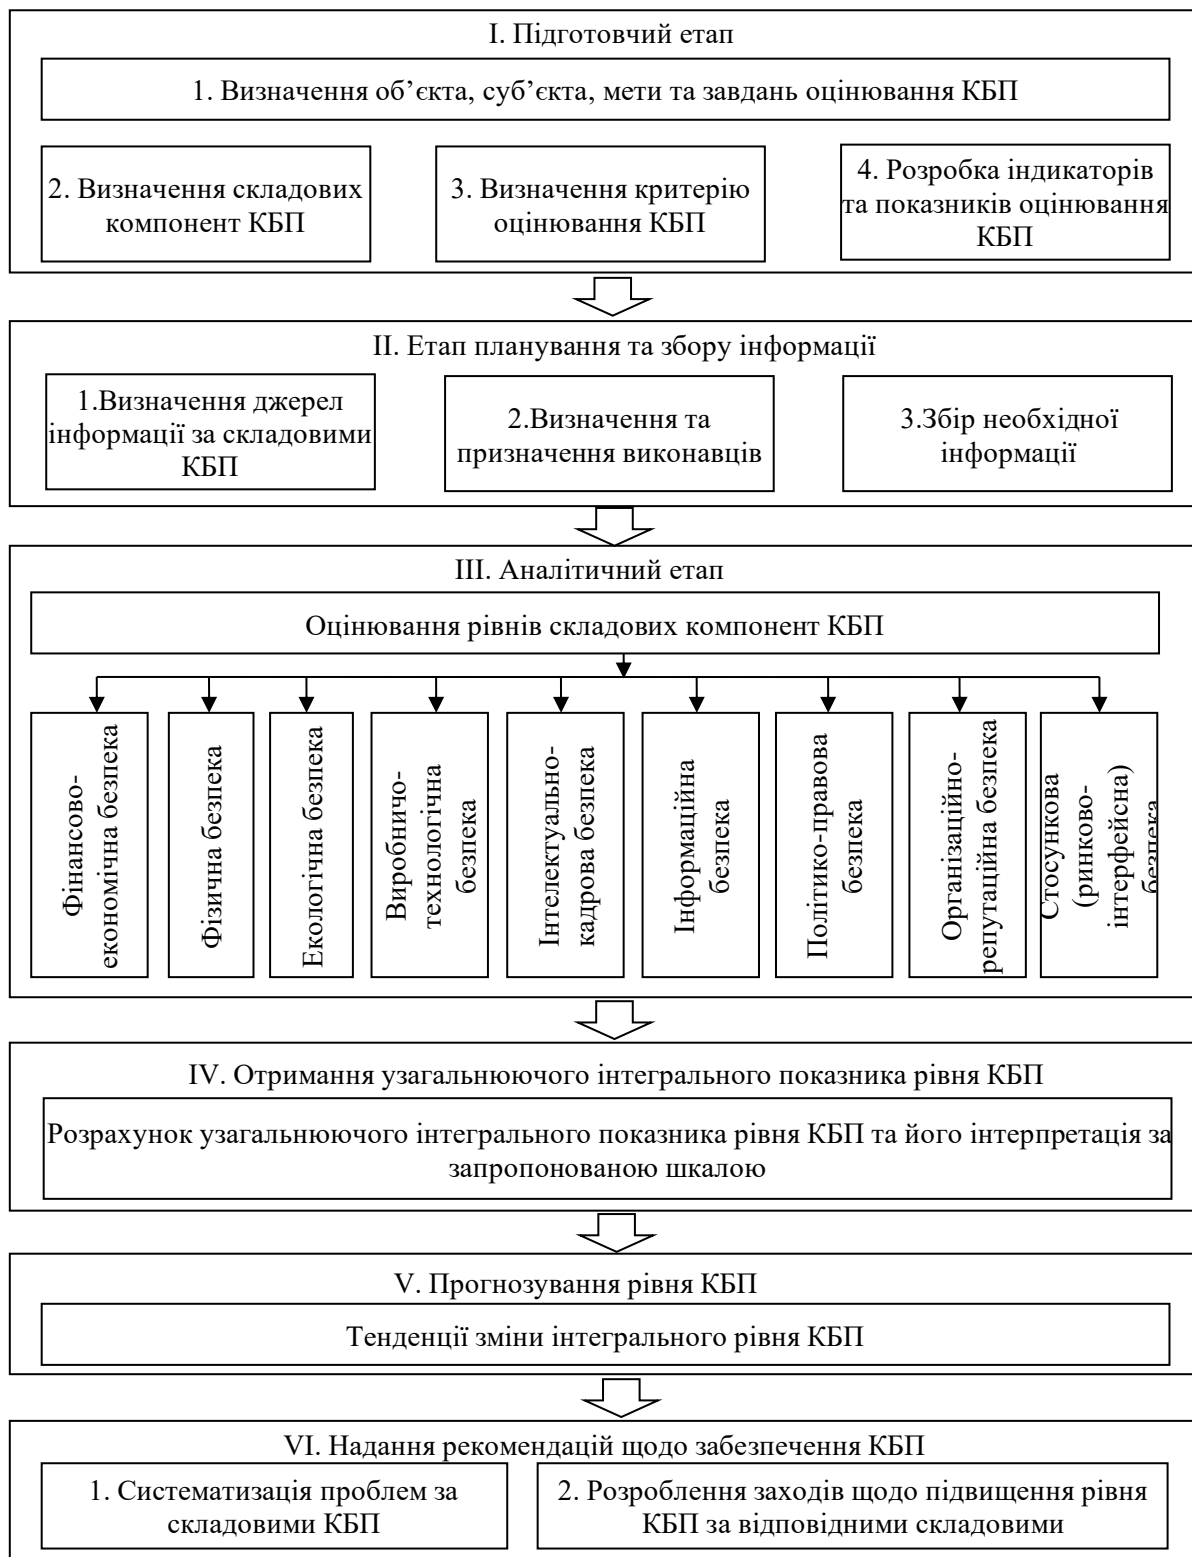 I. Підготовчий етап
1. Визначення об’єкта, суб’єкта, мети та завдань оцінювання КБП
2. Визначення складових
компонент КБП
3. Визначення критерію
оцінювання КБП
4. Розробка індикаторів
та показників оцінювання
КБП
II. Етап планування та збору інформації
1.Визначення джерел
інформації за складовими
КБП
2.Визначення та
призначення виконавців
3.Збір необхідної
інформації
III. Аналітичний етап
Оцінювання рівнів складових компонент КБП
Фінансово-
економічна безпека
Фізична безпека
Екологічна безпека
Виробничо-
технологічна
безпека
Інтелектуально-
кадрова безпека
Інформаційна
безпека
Політико-правова
безпека
Організаційно-
репутаційна безпека
Стосункова
(ринково-
інтерфейсна)
безпека
IV. Отримання узагальнюючого інтегрального показника рівня КБП
Розрахунок узагальнюючого інтегрального показника рівня КБП та його інтерпретація за
запропонованою шкалою
V. Прогнозування рівня КБП
Тенденції зміни інтегрального рівня КБП
VI. Надання рекомендацій щодо забезпечення КБП
1. Систематизація проблем за
складовими КБП
2. Розроблення заходів щодо підвищення рівня
КБП за відповідними складовими